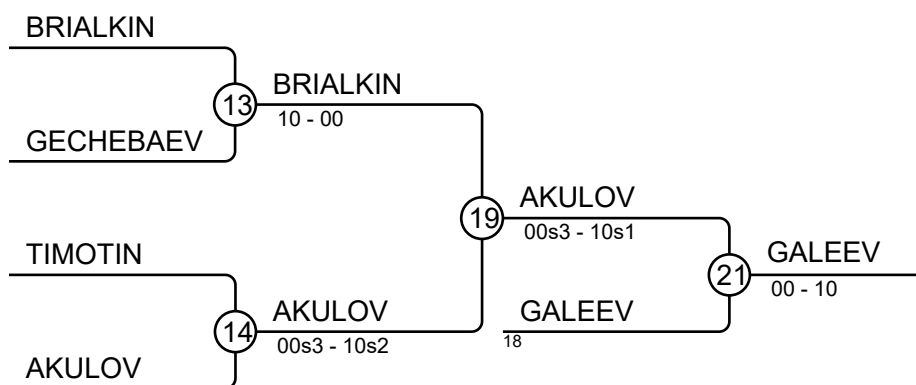 BRIALKIN
13
BRIALKIN
10 - 00
GECHEBAEV
19
AKULOV
00s3 - 10s1
TIMOTIN
21
GALEEV
00 - 10
14
AKULOV
00s3 - 10s2
GALEEV
18
AKULOV